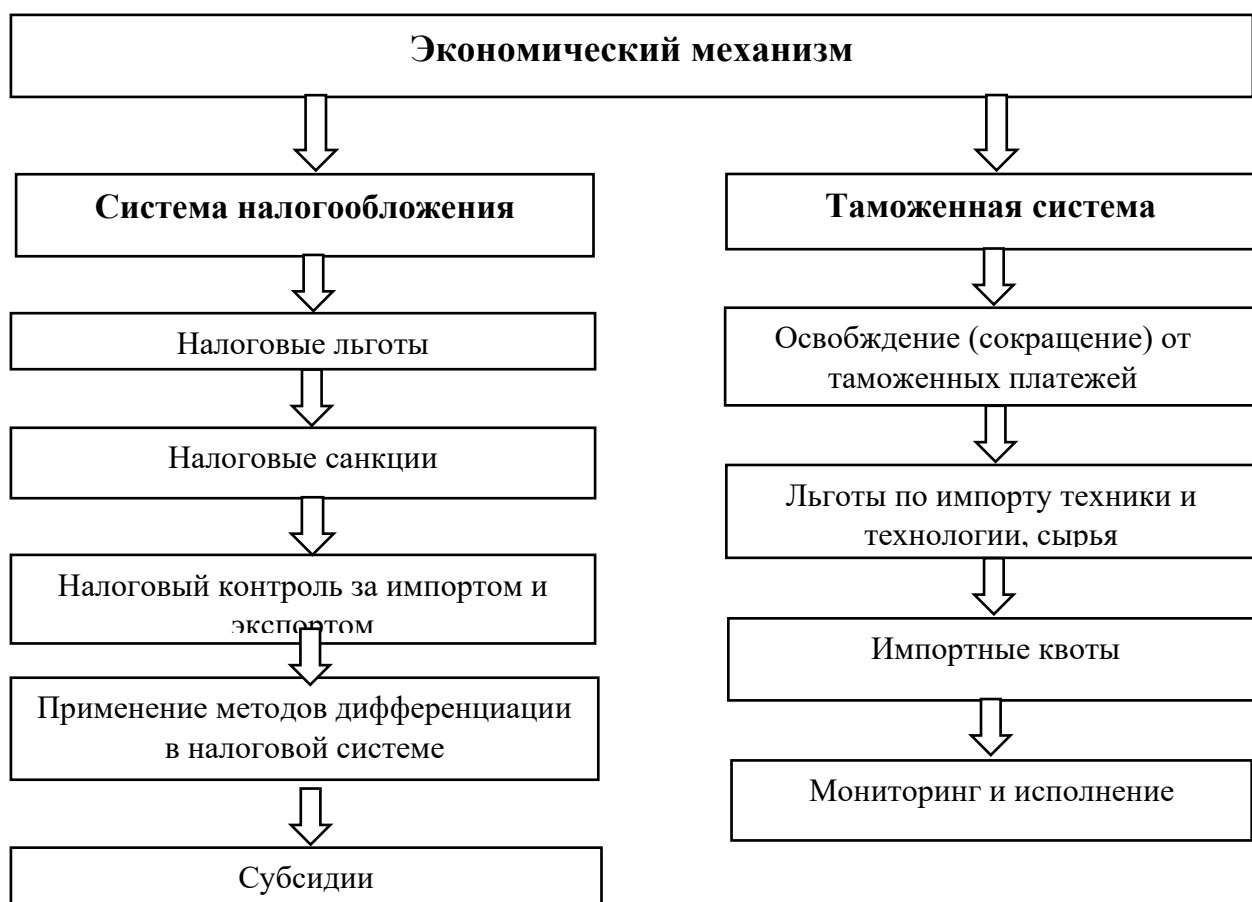 Экономический механизм
Система налогообложения
Таможенная система
Налоговые льготы
Освобждение (сокращение) от
таможенных платежей
Налоговые санкции
Льготы по импорту техники и
технологии, сырья
Налоговый контроль за импортом и
экспортом
Импортные квоты
Применение методов дифференциации
в налоговой системе
Мониторинг и исполнение
Субсидии